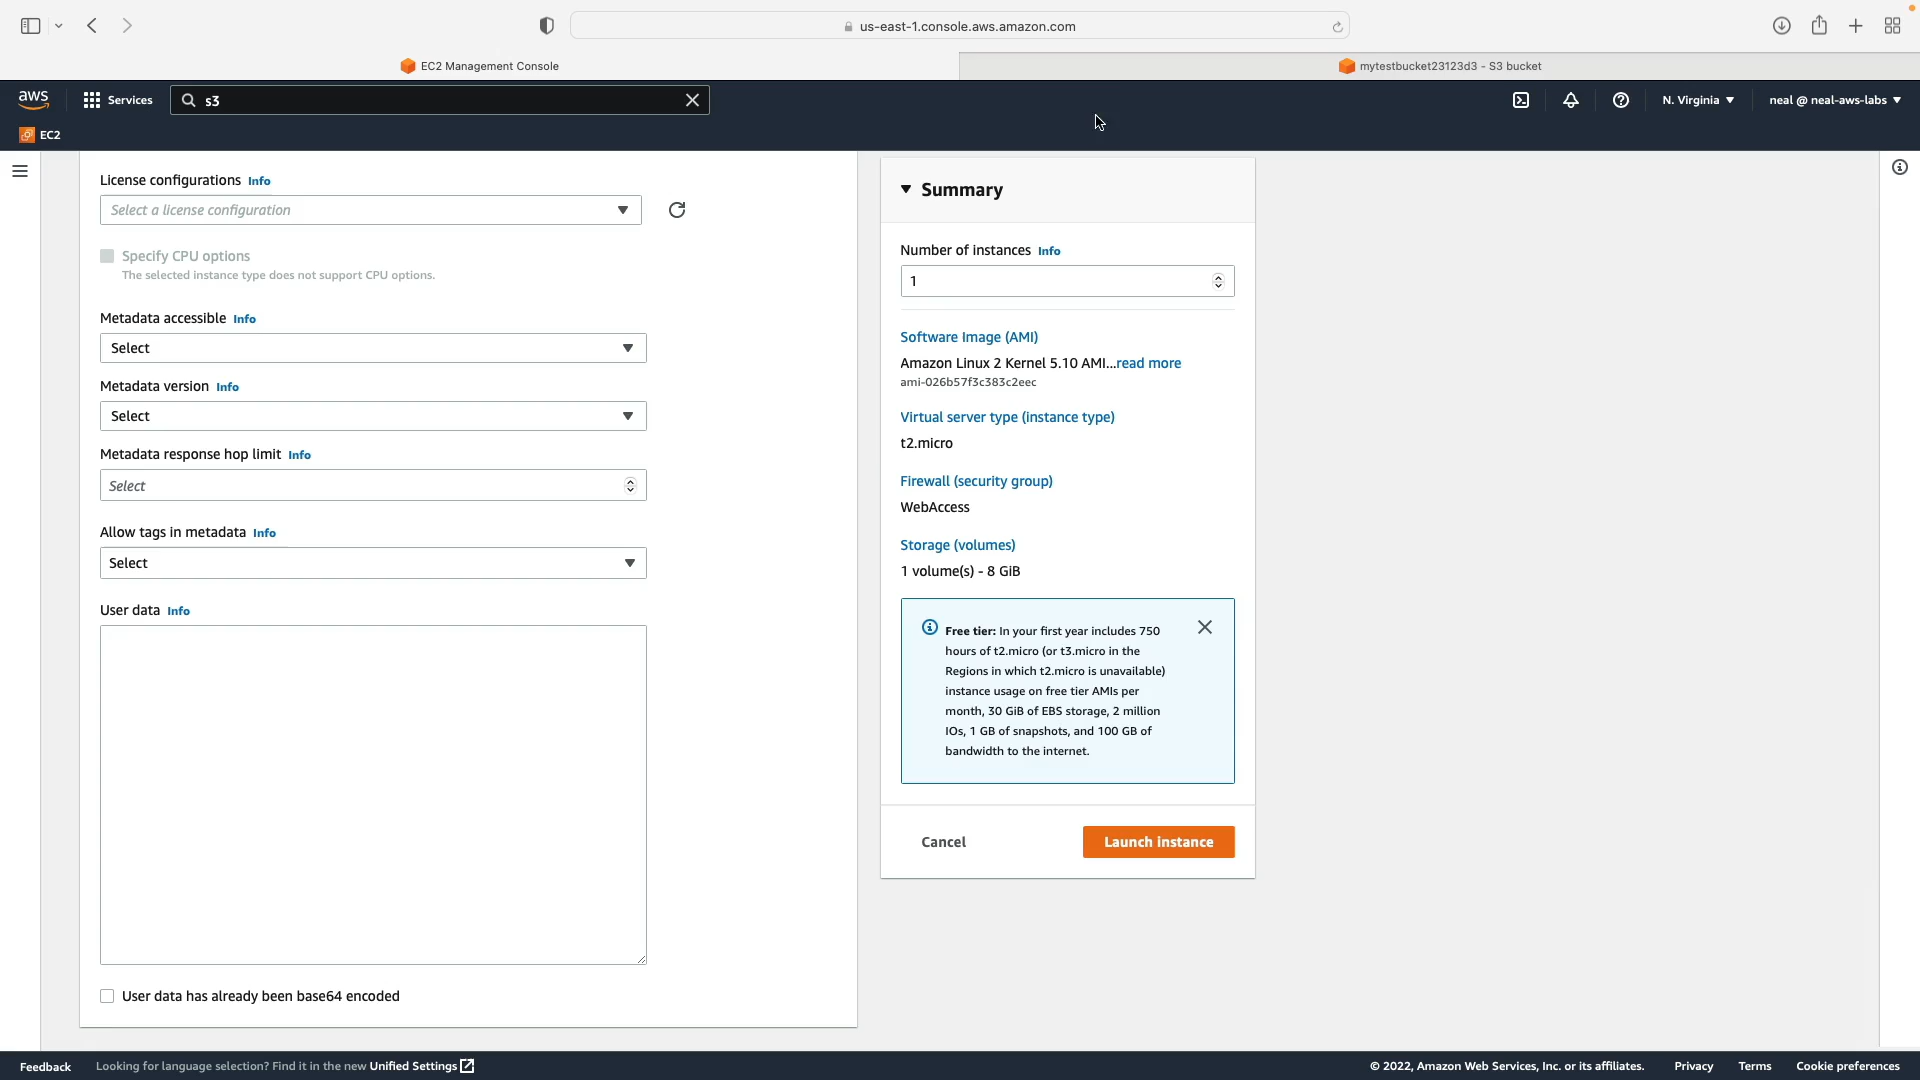 us-east-1.console.aws.amazon.com
EC2 Management Console
mytestbucket23123d3 - S3 bucket
aws
Services
s3
N. Virginia
neal @ neal-aws-labs
EC2
License configurations Info
Select a license configuration
Specify CPU options
The selected instance type does not support CPU options.
Metadata accessible Info
Select
Metadata version Info
Select
Metadata response hop limit Info
Select
Allow tags in metadata Info
Select
User data Info
User data has already been base64 encoded
Summary
Number of instances Info
1
Software Image (AMI)
Amazon Linux 2 Kernel 5.10 AMI...read more
ami-026b57f3c383c2eec
Virtual server type (instance type)
t2.micro
Firewall (security group)
WebAccess
Storage (volumes)
1 volume(s) - 8 GiB
Free tier: In your first year includes 750
hours of t2.micro (or t3.micro in the
Regions in which t2.micro is unavailable)
instance usage on free tier AMIs per
month, 30 GiB of EBS storage, 2 million
IOs, 1 GB of snapshots, and 100 GB of
bandwidth to the internet.
Cancel
Launch instance
Feedback
Looking for language selection? Find it in the new Unified Settings
© 2022, Amazon Web Services, Inc. or its affiliates.
Privacy
Terms
Cookie preferences